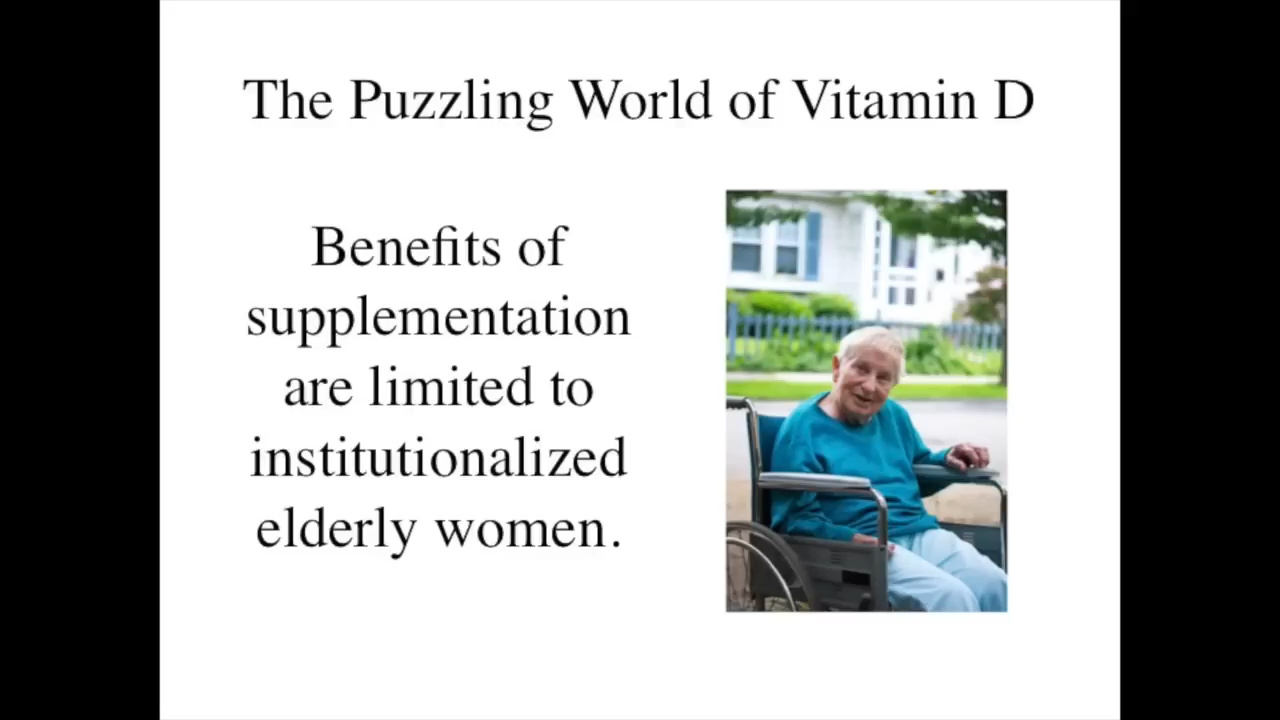 The Puzzling World of Vitamin D
Benefits of
supplementation
are limited to
institutionalized
elderly women.